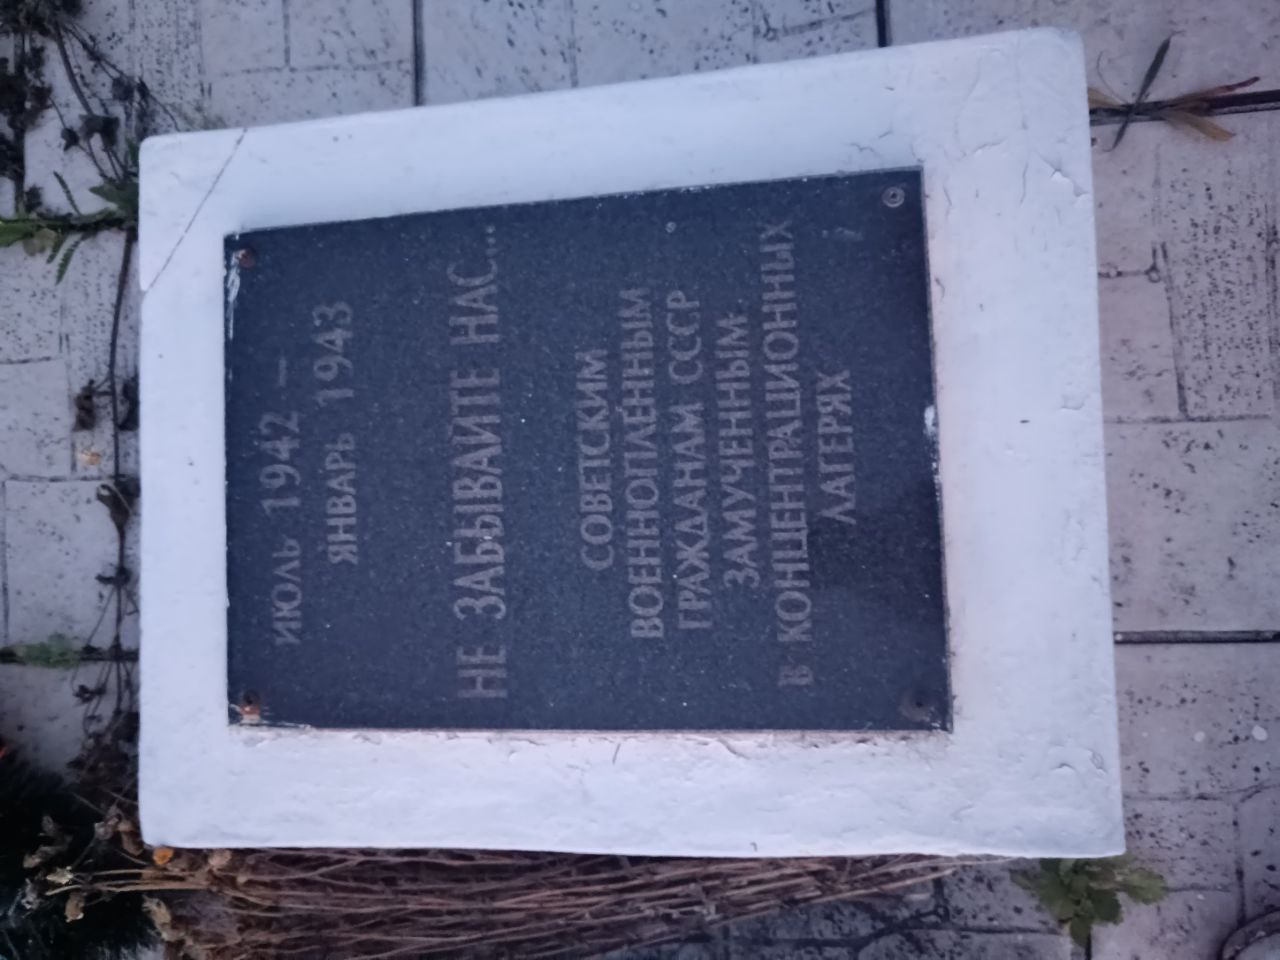 ИЮЛЬ 1942 —
ЯНВАРЬ 1943
НЕ ЗАБЫВАЙТЕ НАС...
СОВЕТСКИМ
ВОЕННОПЛЕННЫМ
ГРАЖДАНАМ СССР
ЗАМУЧЕННЫМ
В КОНЦЕНТРАЦИОННЫХ
ЛАГЕРЯХ